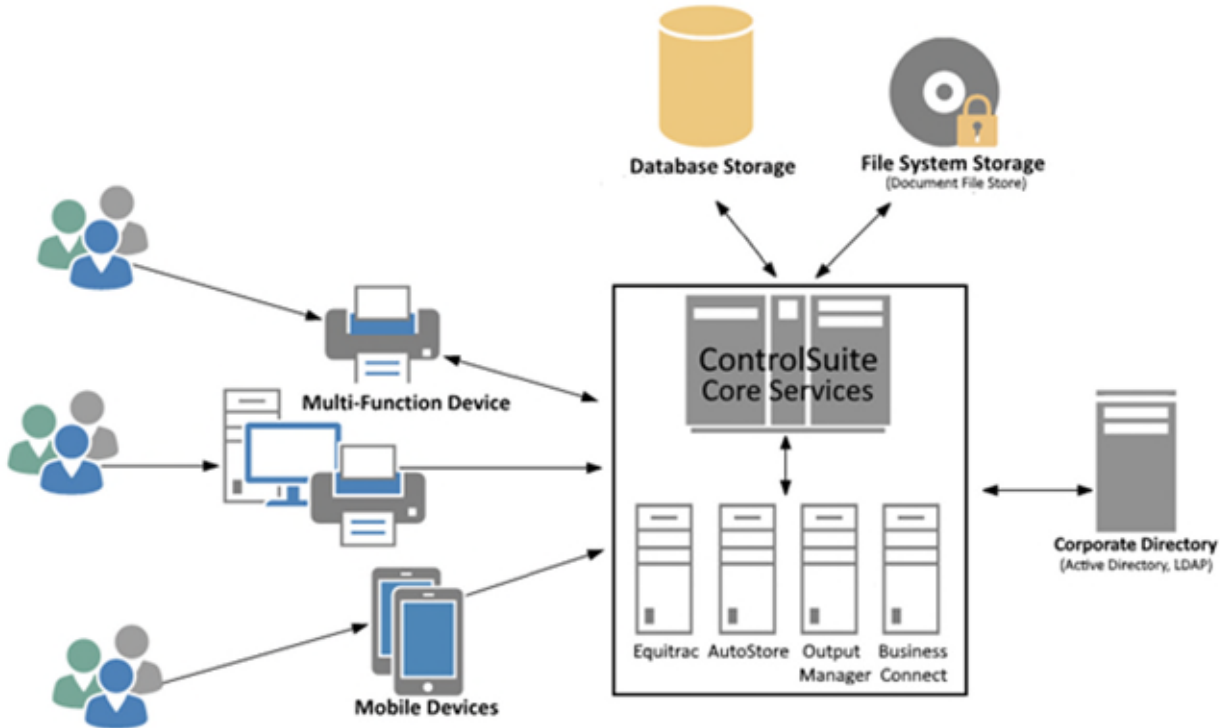 Database Storage
File System Storage
(Document File Store)
Multi-Function Device
ControlSuite
Core Services
Corporate Directory
(Active Directory, LDAP)
Equitrac AutoStore Output Business
Manager Connect
Mobile Devices